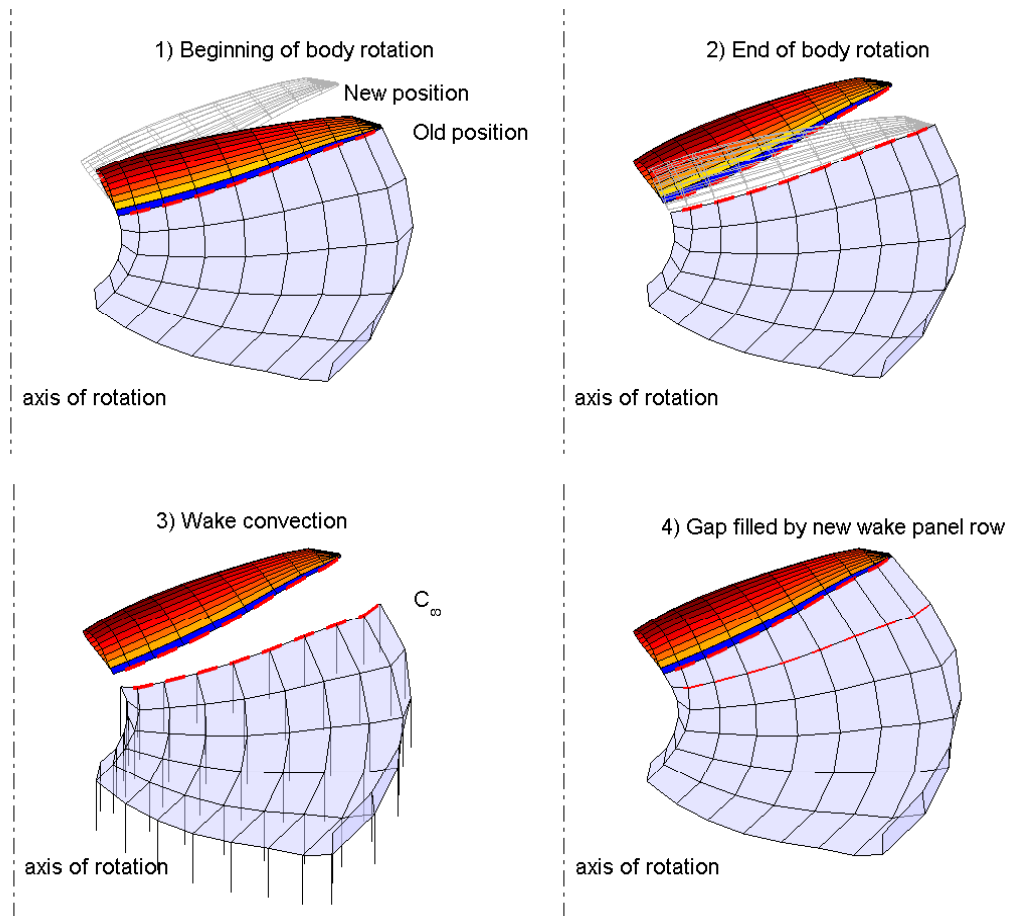 1) Beginning of body rotation
New position
Old position
axis of rotation
2) End of body rotation
axis of rotation
3) Wake convection
C∞
axis of rotation
4) Gap filled by new wake panel row
axis of rotation